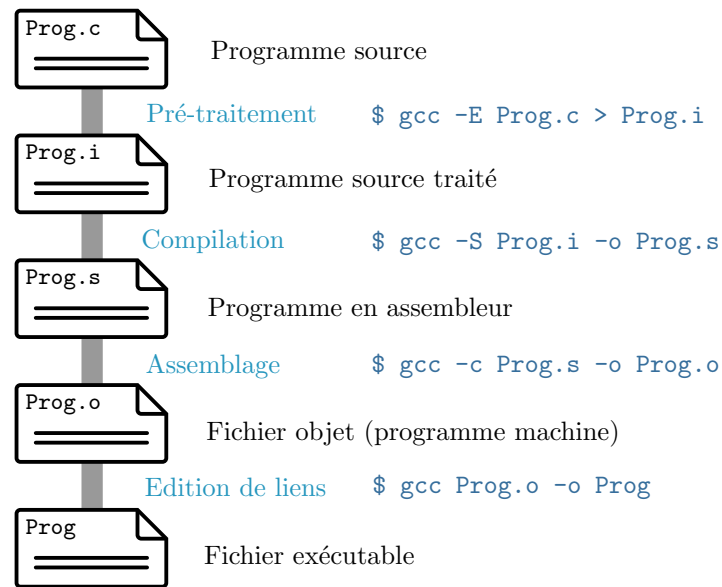 Prog.c
Programme source
Pré-traitement $ gcc -E Prog.c > Prog.i
Prog.i
Programme source traité
Compilation $ gcc -S Prog.i -o Prog.s
Prog.s
Programme en assembleur
Assemblage $ gcc -c Prog.s -o Prog.o
Prog.o
Fichier objet (programme machine)
Edition de liens $ gcc Prog.o -o Prog
Prog
Fichier exécutable